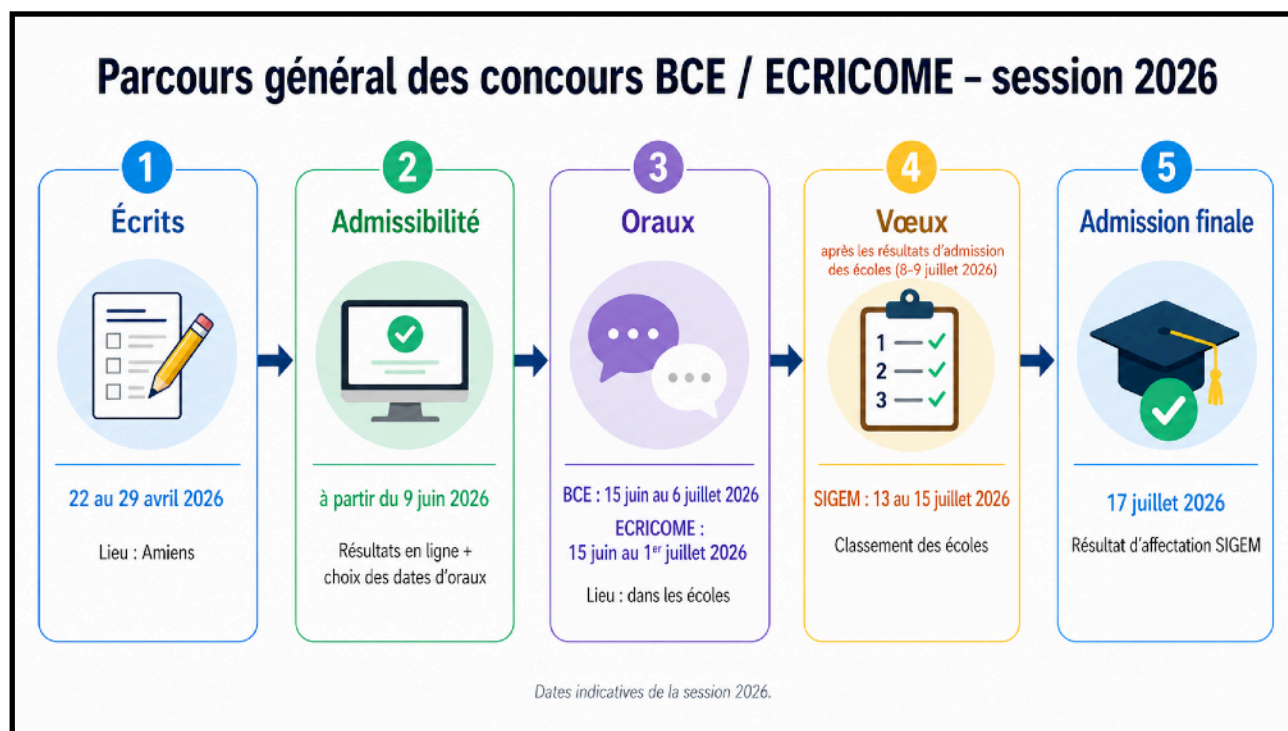 Parcours général des concours BCE / ECRICOME – session 2026
1
Écrits
22 au 29 avril 2026
Lieu : Amiens
2
Admissibilité
à partir du 9 juin 2026
Résultats en ligne +
choix des dates d’oraux
3
Oraux
BCE : 15 juin au 6 juillet 2026
ECRICOME :
15 juin au 1er juillet 2026
Lieu : dans les écoles
4
Vœux
après les résultats d’admission
des écoles (8–9 juillet 2026)
1
2
3
SIGEM : 13 au 15 juillet 2026
Classement des écoles
5
Admission finale
17 juillet 2026
Résultat d’affectation SIGEM
Dates indicatives de la session 2026.